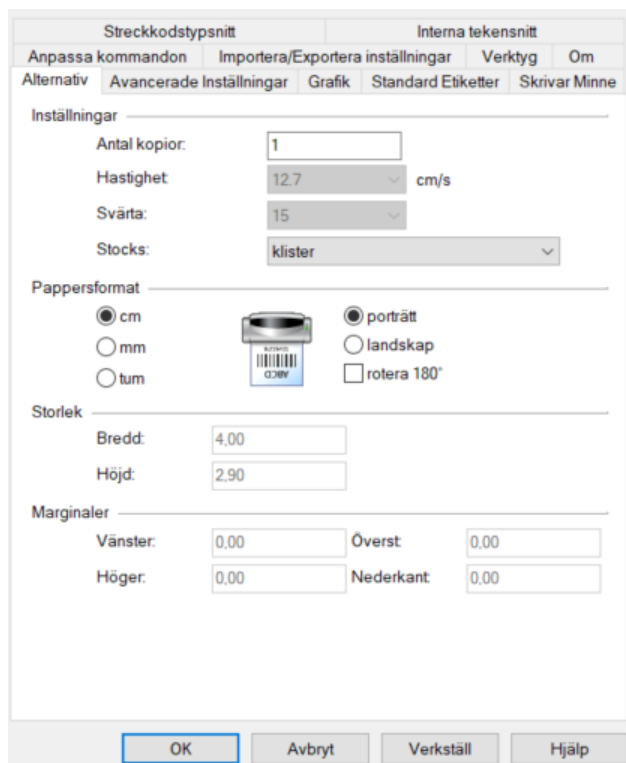 Streckkodstypsnitt Interna tekensnitt
Anpassa kommandon Importera/Exportera inställningar Verktyg Om
Alternativ Avancerade Inställningar Grafik Standard Etiketter Skrivar Minne
Inställningar
Antal kopior: 1
Hastighet: 12.7 cm/s
Svärta: 15
Stocks: klister
Pappersformat
cm porträtt
mm landskap
tum rotera 180°
ABCD
Storlek
Bredd: 4,00
Höjd: 2,90
Marginaler
Vänster: 0,00 Överst: 0,00
Höger: 0,00 Nederkant: 0,00
OK Avbryt Verkställ Hjälp